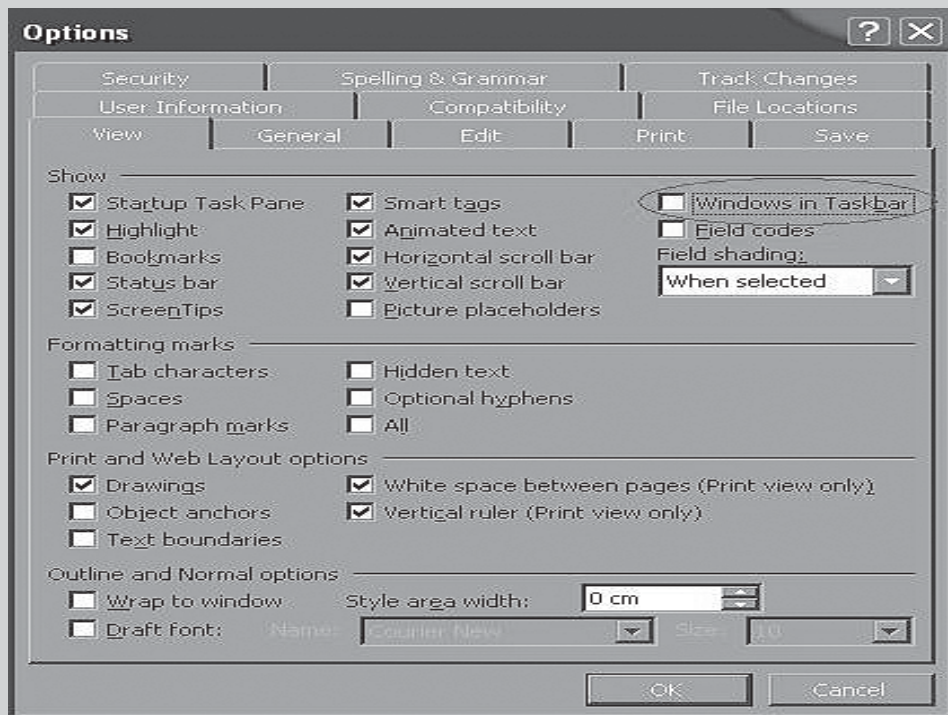 Options
Security Spelling & Grammar Track Changes
User Information Compatibility File Locations
View General Edit Print Save
Show
Startup Task Pane Smart tags Windows in Taskbar
Highlight Animated text Field codes
Bookmarks Horizontal scroll bar Field shading:
Status bar Vertical scroll bar When selected
ScreenTips Picture placeholders
Formatting marks
Tab characters Hidden text
Spaces Optional hyphens
Paragraph marks All
Print and Web Layout options
Drawings White space between pages (Print view only)
Object anchors Vertical ruler (Print view only)
Text boundaries
Outline and Normal options
Wrap to window Style area width: 0 cm
Draft font: Name: Courier New Size: 10
OK Cancel